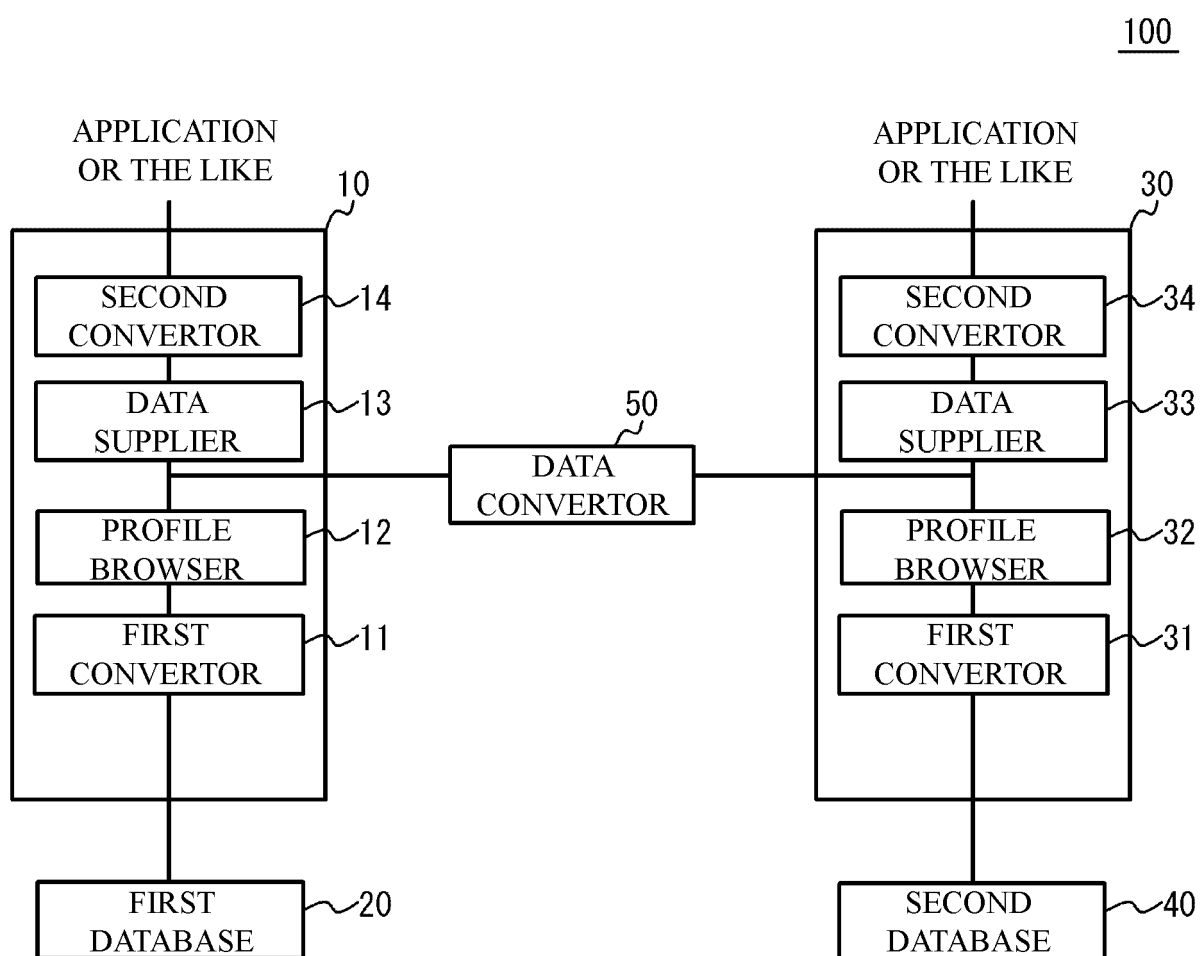 100
APPLICATION
OR THE LIKE
10
SECOND
CONVERTOR
14
DATA
SUPPLIER
13
PROFILE
BROWSER
12
FIRST
CONVERTOR
11
FIRST
DATABASE
20
50
DATA
CONVERTOR
APPLICATION
OR THE LIKE
30
SECOND
CONVERTOR
34
DATA
SUPPLIER
33
PROFILE
BROWSER
32
FIRST
CONVERTOR
31
SECOND
DATABASE
40